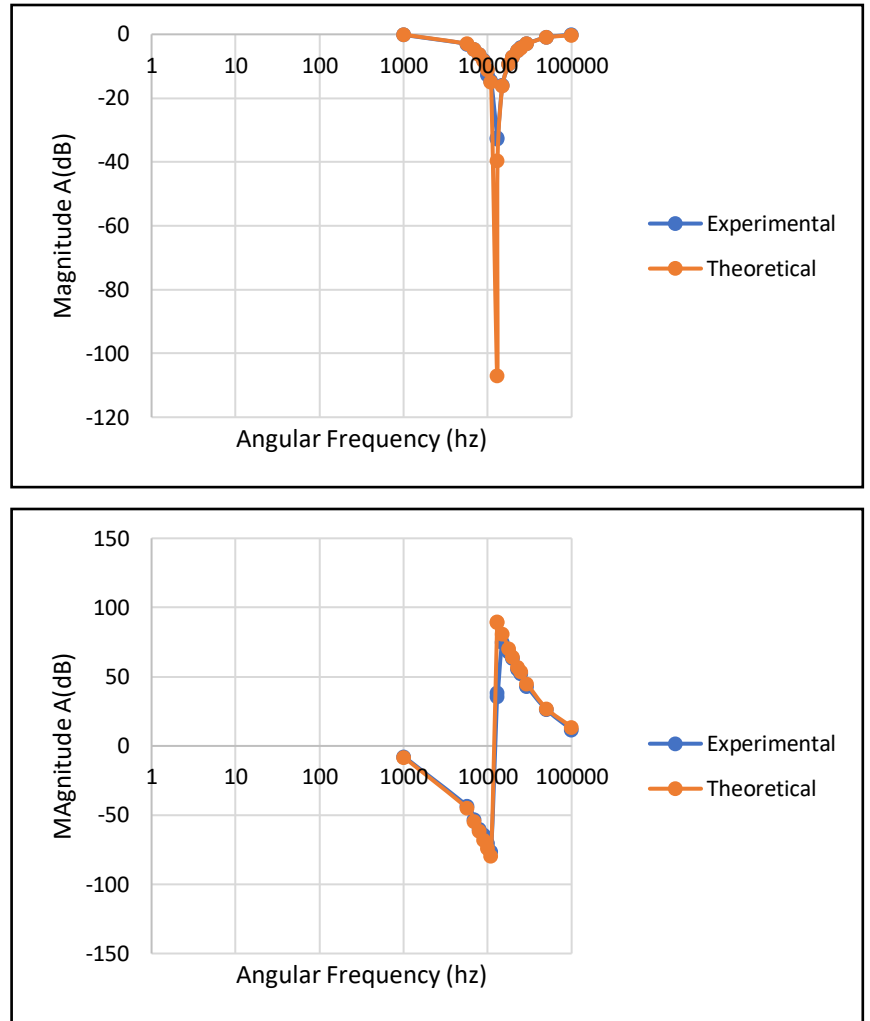 0
1 10 100 1000 10000 100000
-20
-40
-60
-80
-100
-120
Magnitude A(dB)
Angular Frequency (hz)
Experimental
Theoretical
150
100
50
0
1 10 100 1000 10000 100000
-50
-100
-150
MAgnitude A(dB)
Angular Frequency (hz)
Experimental
Theoretical